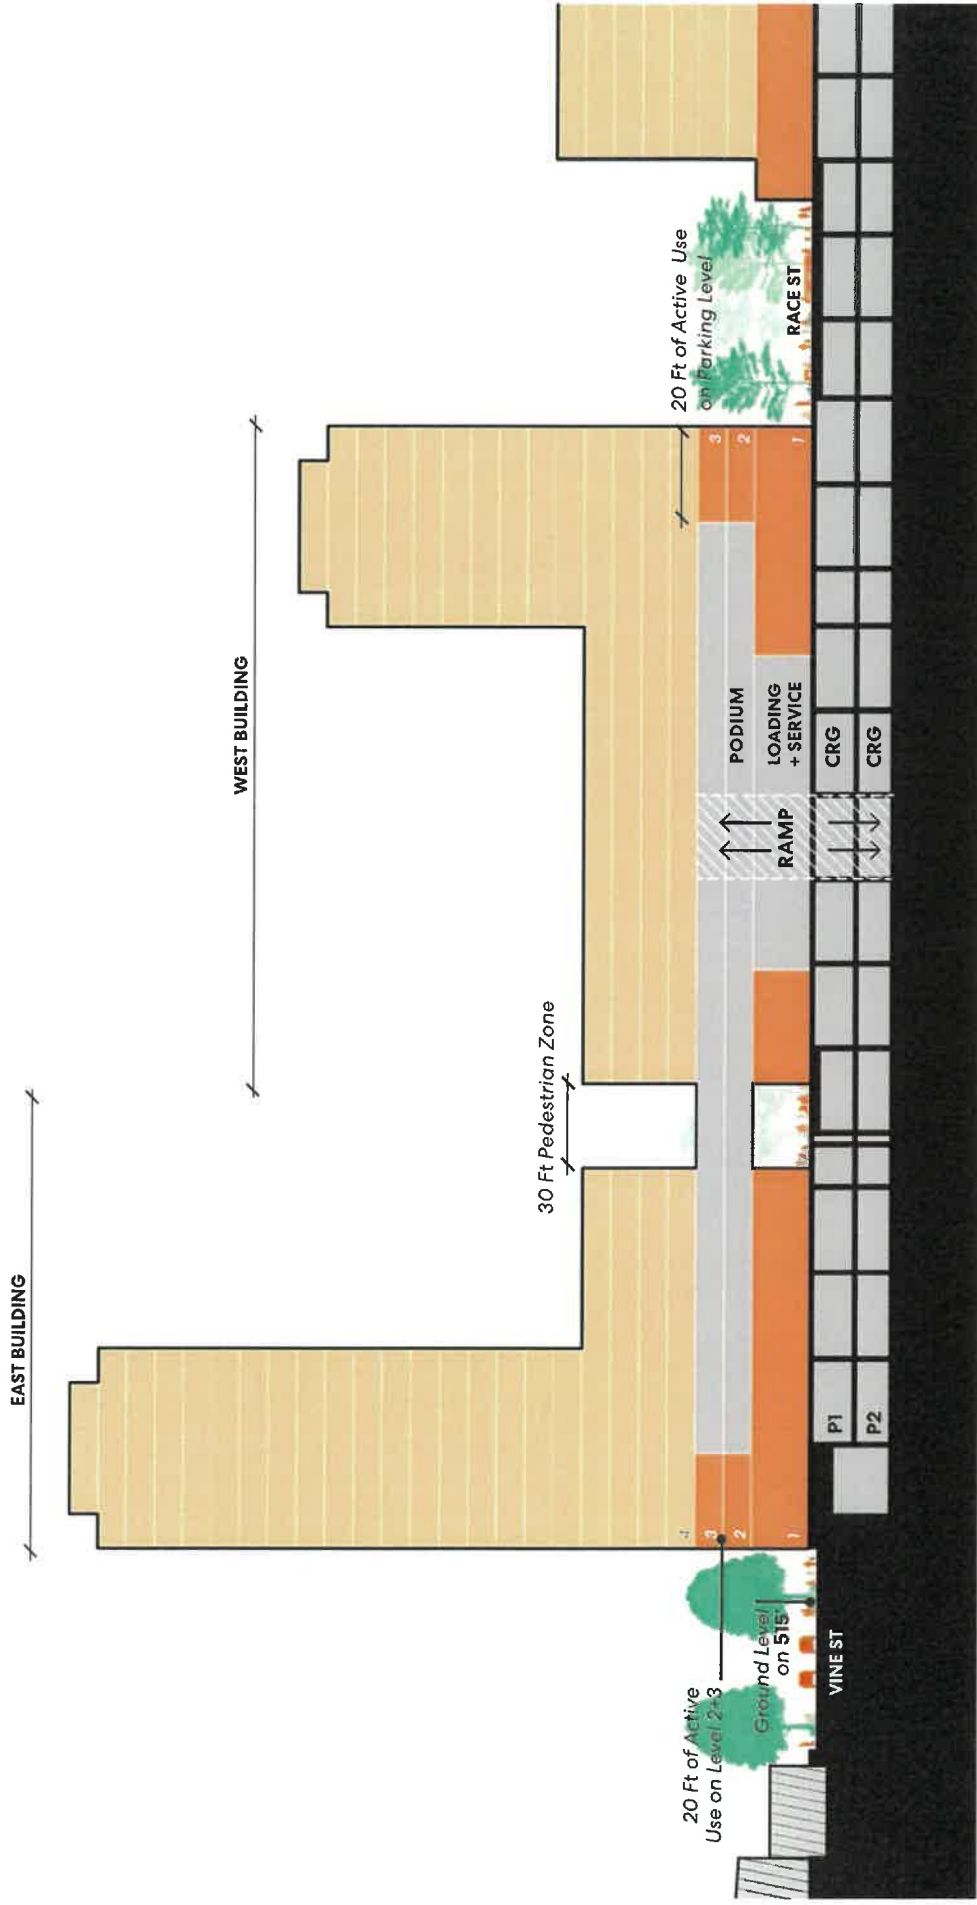 EAST BUILDING
WEST BUILDING
30 Ft Pedestrian Zone
20 Ft of Active Use
on Parking Level
20 Ft of Active
Use on Level 2+3
Ground Level
on 515'
VINE ST
RACE ST
4
3
2
1
3
2
1
PODIUM
LOADING
+ SERVICE
RAMP
CRG
CRG
P1
P2